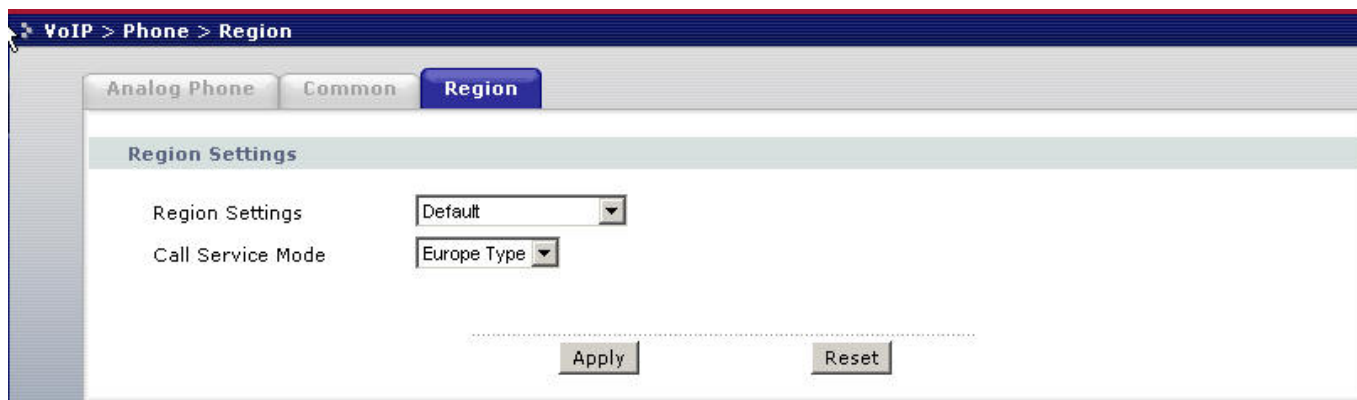 VoIP > Phone > Region
Analog Phone Common Region
Region Settings
Region Settings Default
Call Service Mode Europe Type
Apply Reset